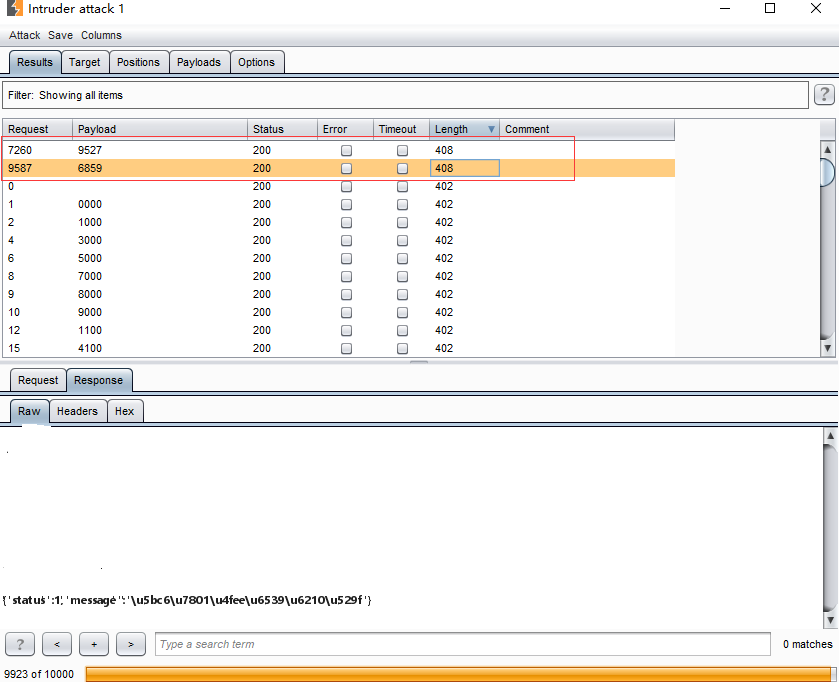 Intruder attack 1
Attack Save Columns
Results Target Positions Payloads Options
Filter: Showing all items ?
Request Payload Status Error Timeout Length Comment
7260 9527 200 408
9587 6859 200 408
0 200 402
1 0000 200 402
2 1000 200 402
4 3000 200 402
6 5000 200 402
8 7000 200 402
9 8000 200 402
10 9000 200 402
12 1100 200 402
15 4100 200 402
Request Response
Raw Headers Hex
{"status":1,"message":"\u5bc6\u7801\u4fee\u6539\u6210\u529f"}
? < + > Type a search term 0 matches
9923 of 10000